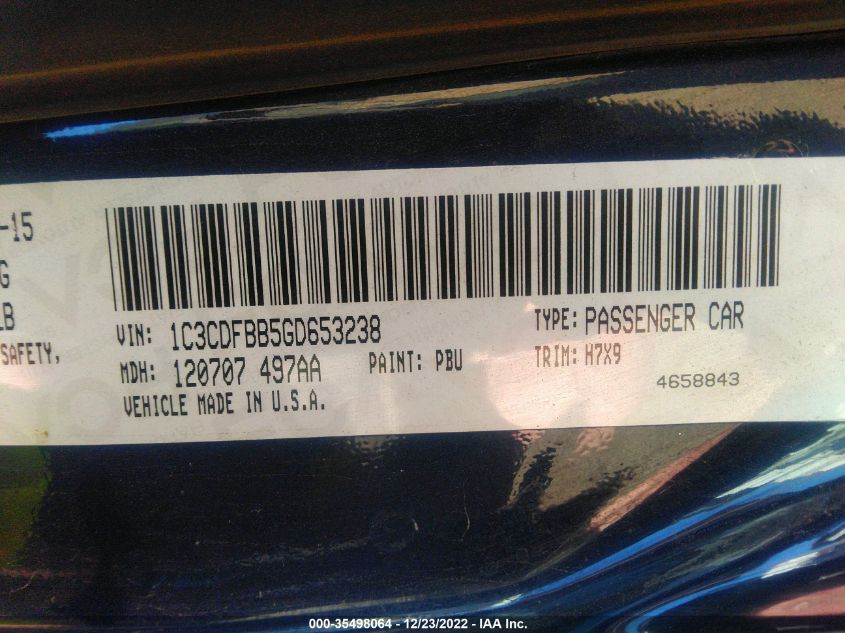 -15
G
LB
SAFETY,
VIN: 1C3CDFBB5GD653238 TYPE: PASSENGER CAR
MDH: 120707 497AA PAINT: PBU TRIM: H7X9
4658843
VEHICLE MADE IN U.S.A.
000-35498064 - 12/23/2022 - IAA Inc.